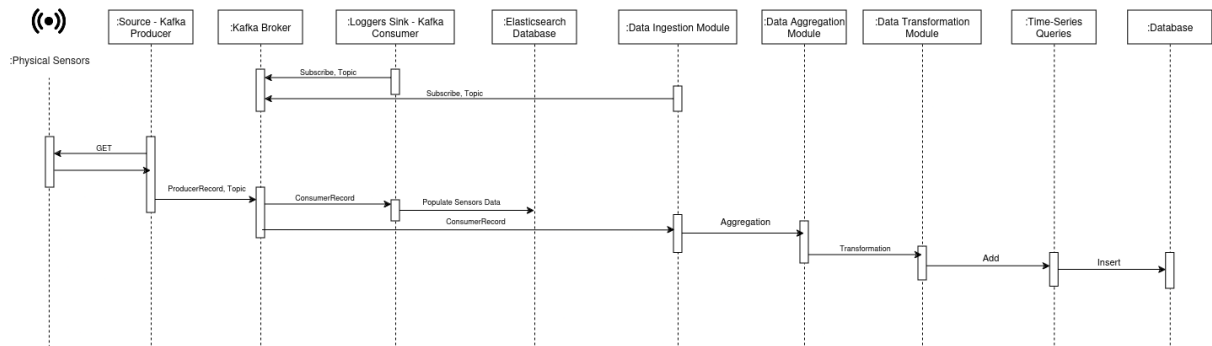 :Source - Kafka
Producer
:Kafka Broker
:Loggers Sink - Kafka
Consumer
:Elasticsearch
Database
:Data Ingestion Module
:Data Aggregation
Module
:Data Transformation
Module
:Time-Series
Queries
:Database
:Physical Sensors
Subscribe, Topic
Subscribe, Topic
GET
ProducerRecord, Topic
ConsumerRecord
Populate Sensors Data
ConsumerRecord
Aggregation
Transformation
Add
Insert